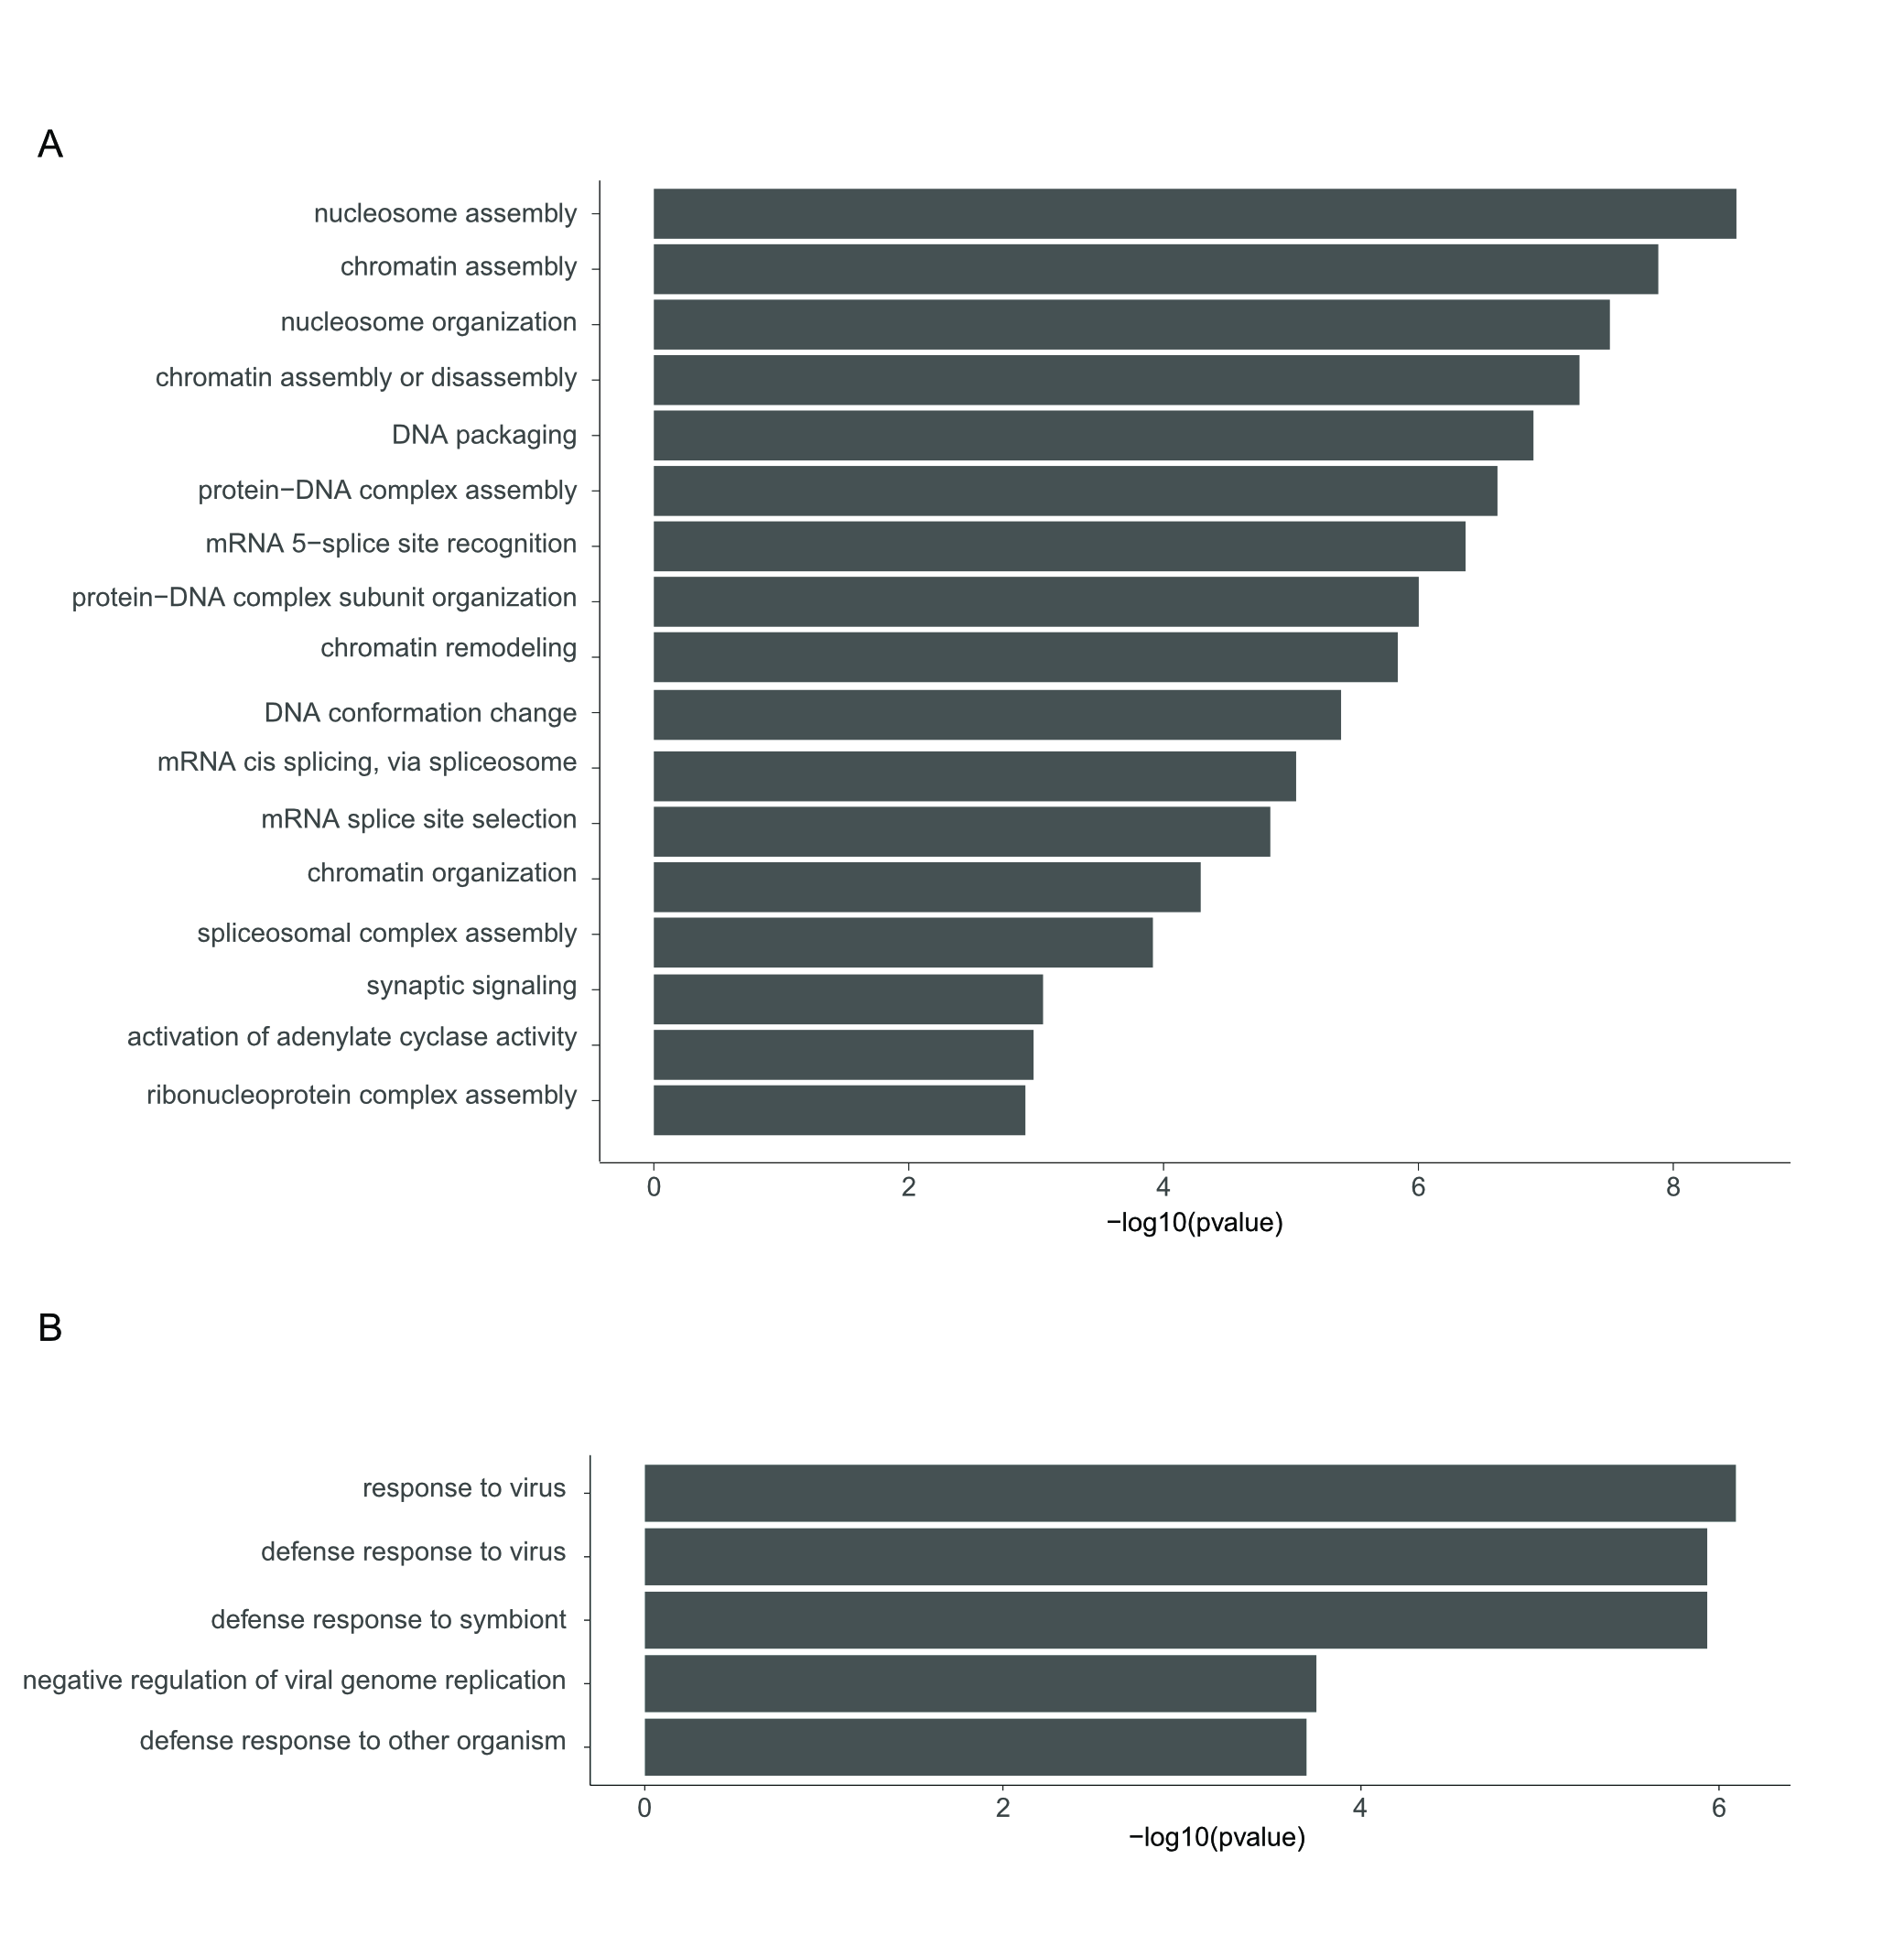 A
nucleosome assembly
chromatin assembly
nucleosome organization
chromatin assembly or disassembly
DNA packaging
protein−DNA complex assembly
mRNA 5−splice site recognition
protein−DNA complex subunit organization
chromatin remodeling
DNA conformation change
mRNA cis splicing, via spliceosome
mRNA splice site selection
chromatin organization
spliceosomal complex assembly
synaptic signaling
activation of adenylate cyclase activity
ribonucleoprotein complex assembly
0 2 4 6 8
−log10(pvalue)
B
response to virus
defense response to virus
defense response to symbiont
negative regulation of viral genome replication
defense response to other organism
0 2 4 6
−log10(pvalue)